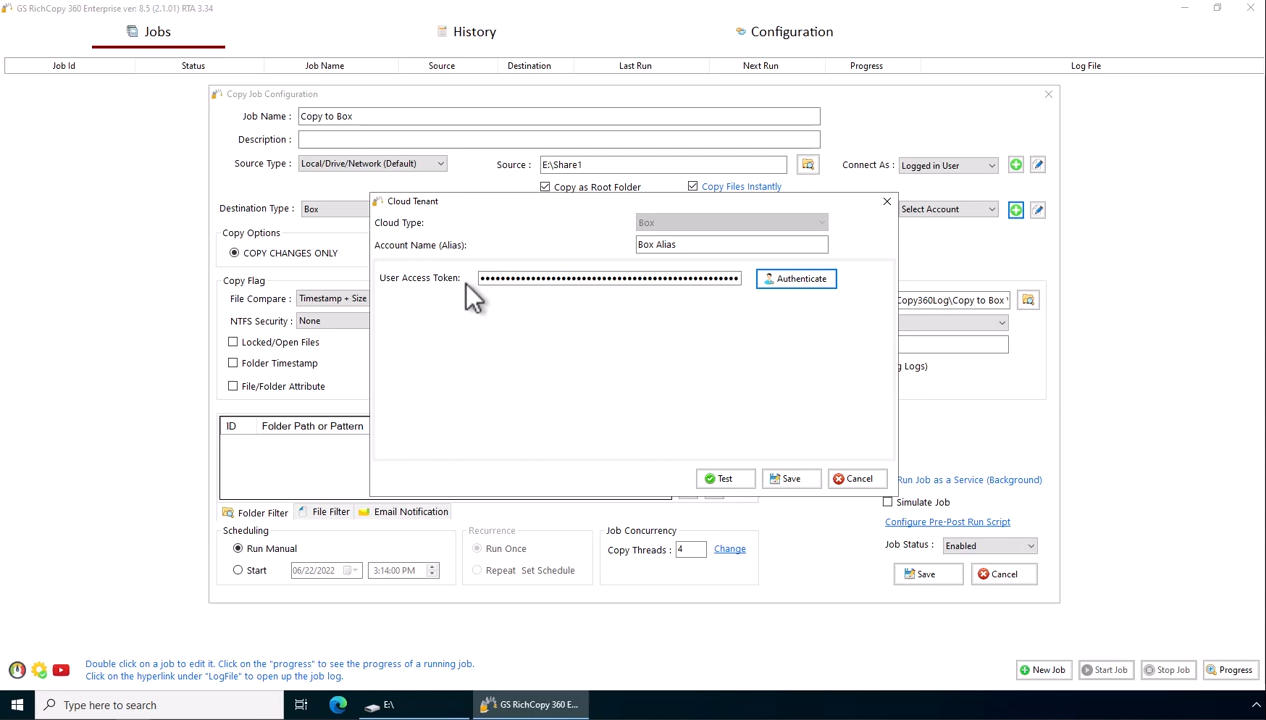 GS RichCopy 360 Enterprise ver: 8.5 (2.1.01) RTA 3.34
Jobs History Configuration
Job Id Status Job Name Source Destination Last Run Next Run Progress Log File
Copy Job Configuration
Job Name : Copy to Box
Description :
Source Type : Local/Drive/Network (Default) Source : E:\Share1 Connect As : Logged in User
Copy as Root Folder Copy Files Instantly
Cloud Tenant
Destination Type : Box Select Account
Cloud Type: Box
Copy Options
Account Name (Alias): Box Alias
COPY CHANGES ONLY
User Access Token: •••••••••••••••••••••••••••••••••••••••••••••••••• Authenticate
Copy Flag
File Compare : Timestamp + Size Copy360Log\Copy to Box
NTFS Security : None
Locked/Open Files
Folder Timestamp g Logs)
File/Folder Attribute
ID Folder Path or Pattern
Test Save Cancel
Run Job as a Service (Background)
Simulate Job
Folder Filter File Filter Email Notification
Configure Pre-Post Run Script
Scheduling Recurrence Job Concurrency
Run Manual Run Once Copy Threads : 4 Change
Job Status : Enabled
Start 06/22/2022 3:14:00 PM Repeat Set Schedule
Save Cancel
Double click on a job to edit it. Click on the "progress" to see the progress of a running job.
Click on the hyperlink under "LogFile" to open up the job log.
New Job Start Job Stop Job Progress
Type here to search E:\ GS RichCopy 360 E...